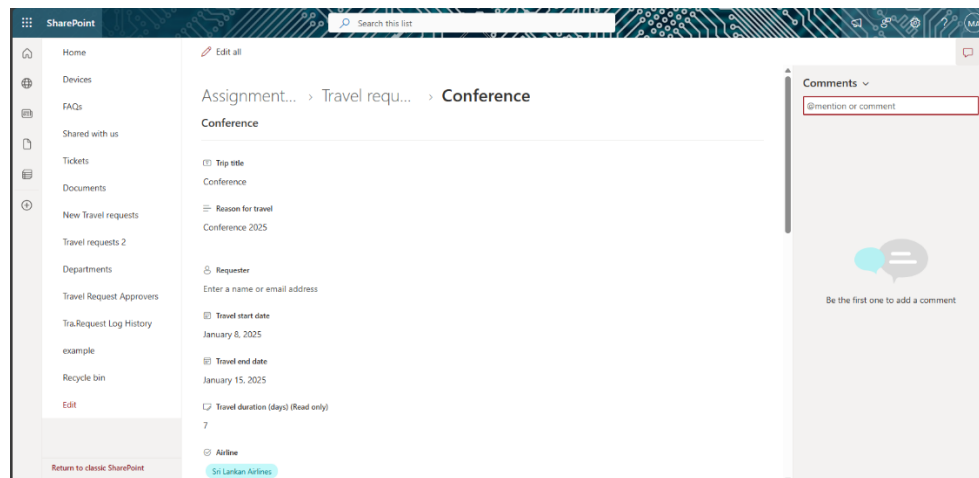 SharePoint
Search this list
MA
Home
Devices
FAQs
Shared with us
Tickets
Documents
New Travel requests
Travel requests 2
Departments
Travel Request Approvers
Tra.Request Log History
example
Recycle bin
Edit
Return to classic SharePoint
Edit all
Assignment... > Travel requ... > Conference
Conference
Trip title
Conference
Reason for travel
Conference 2025
Requester
Enter a name or email address
Travel start date
January 8, 2025
Travel end date
January 15, 2025
Travel duration (days) (Read only)
7
Airline
Sri Lankan Airlines
Comments
@mention or comment
Be the first one to add a comment